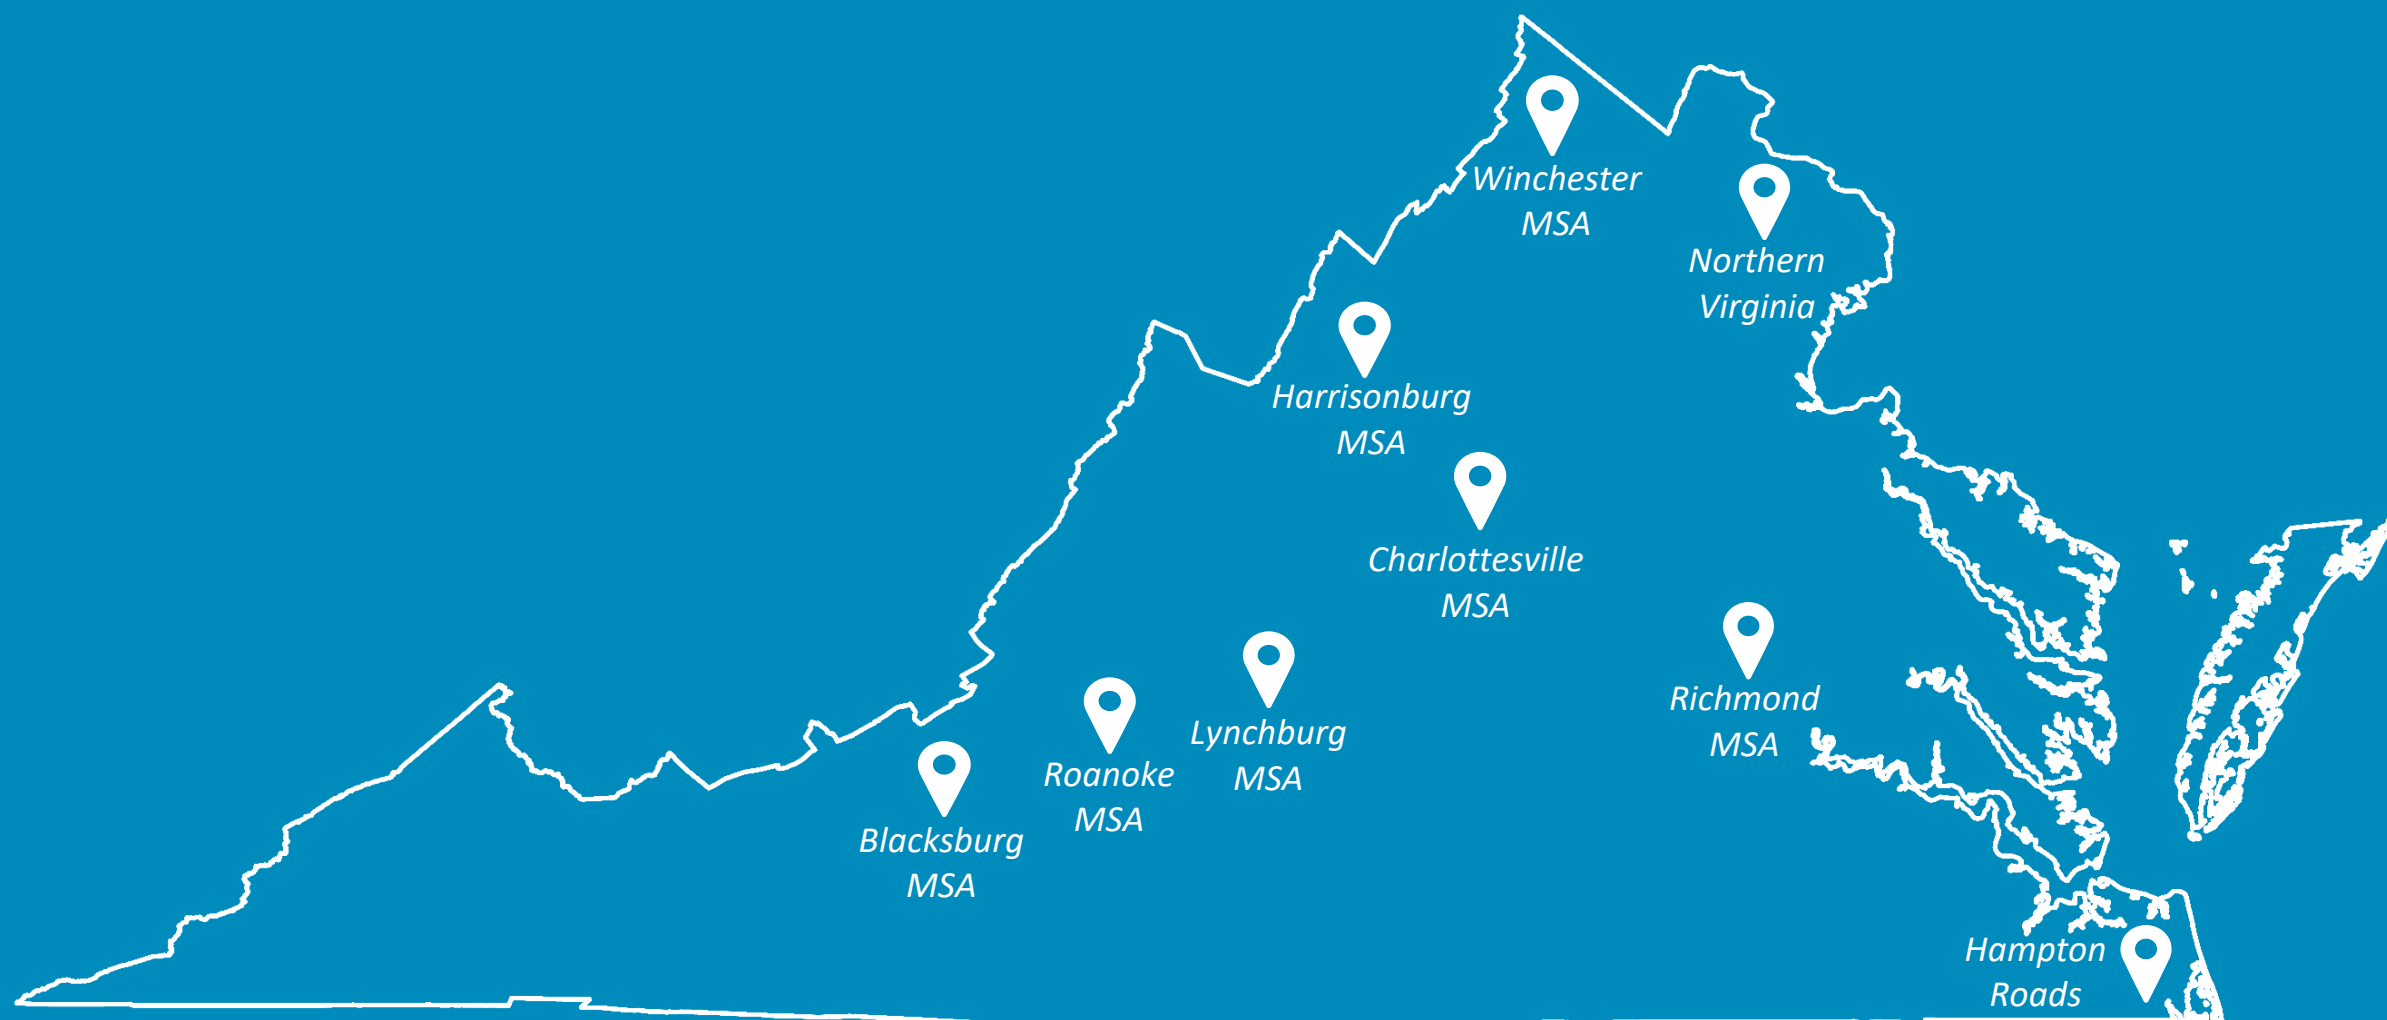 Winchester
MSA
Northern
Virginia
Harrisonburg
MSA
Charlottesville
MSA
Richmond
MSA
Lynchburg
MSA
Roanoke
MSA
Blacksburg
MSA
Hampton
Roads